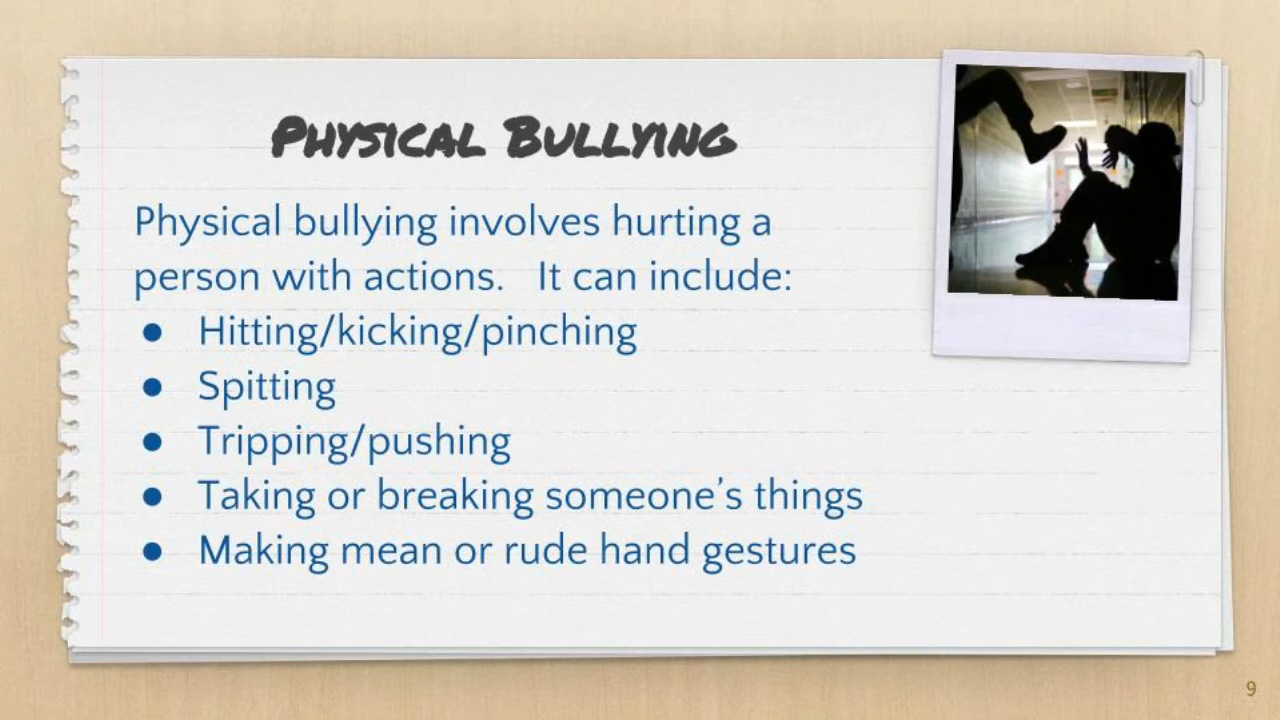 Physical Bullying
Physical bullying involves hurting a
person with actions.   It can include:
● Hitting/kicking/pinching
● Spitting
● Tripping/pushing
● Taking or breaking someone’s things
● Making mean or rude hand gestures
9